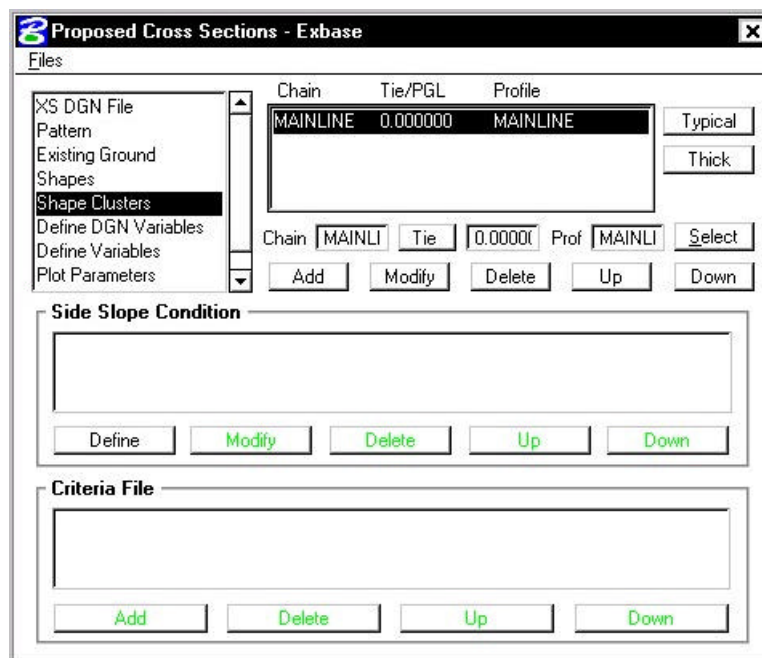 Proposed Cross Sections - Exbase
Files
XS DGN File
Pattern
Existing Ground
Shapes
Shape Clusters
Define DGN Variables
Define Variables
Plot Parameters
Chain Tie/PGL Profile
MAINLINE 0.000000 MAINLINE
Typical
Thick
Chain MAINLI Tie 0.0000( Prof MAINLI Select
Add Modify Delete Up Down
Side Slope Condition
Define Modify Delete Up Down
Criteria File
Add Delete Up Down